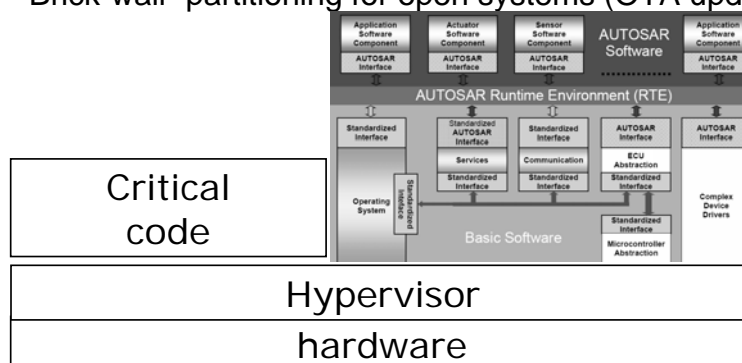 "Brick-wall" partitioning for open systems (OTA
Application Software Component
AUTOSAR Interface
Actuator Software Component
AUTOSAR Interface
Sensor Software Component
AUTOSAR Interface
AUTOSAR Software
Application Software Component
AUTOSAR Interface
AUTOSAR Runtime Environment (RTE)
Standardized Interface
Standardized AUTOSAR Interface
Standardized Interface
AUTOSAR Interface
AUTOSAR Interface
Services
Communication
ECU Abstraction
Standardized Interface
Standardized Interface
Standardized Interface
Operating System
Standardized Interface
Complex Device Drivers
Basic Software
Standardized Interface
Microcontroller Abstraction
Critical
code
Hypervisor
hardware